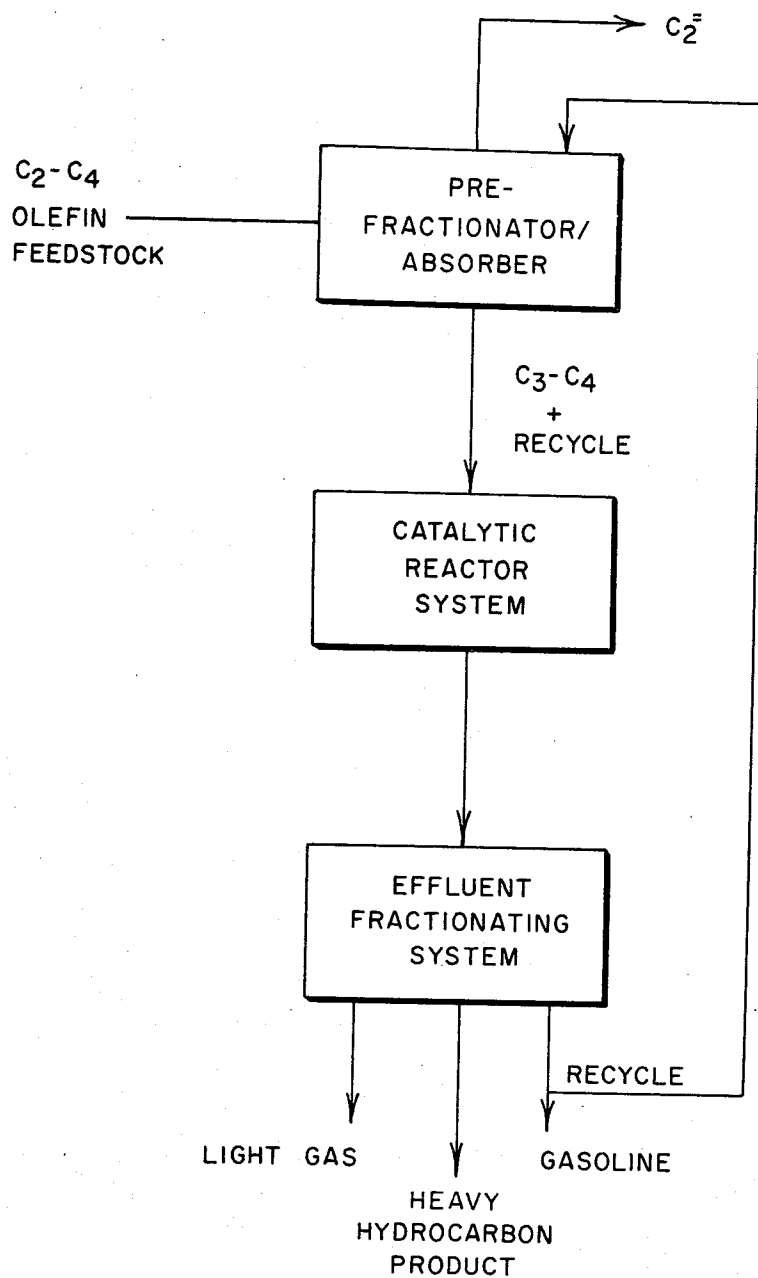 C₂⁼
C₂-C₄
OLEFIN
FEEDSTOCK
PRE-
FRACTIONATOR/
ABSORBER
C₃-C₄
+
RECYCLE
CATALYTIC
REACTOR
SYSTEM
EFFLUENT
FRACTIONATING
SYSTEM
RECYCLE
LIGHT GAS
GASOLINE
HEAVY
HYDROCARBON
PRODUCT